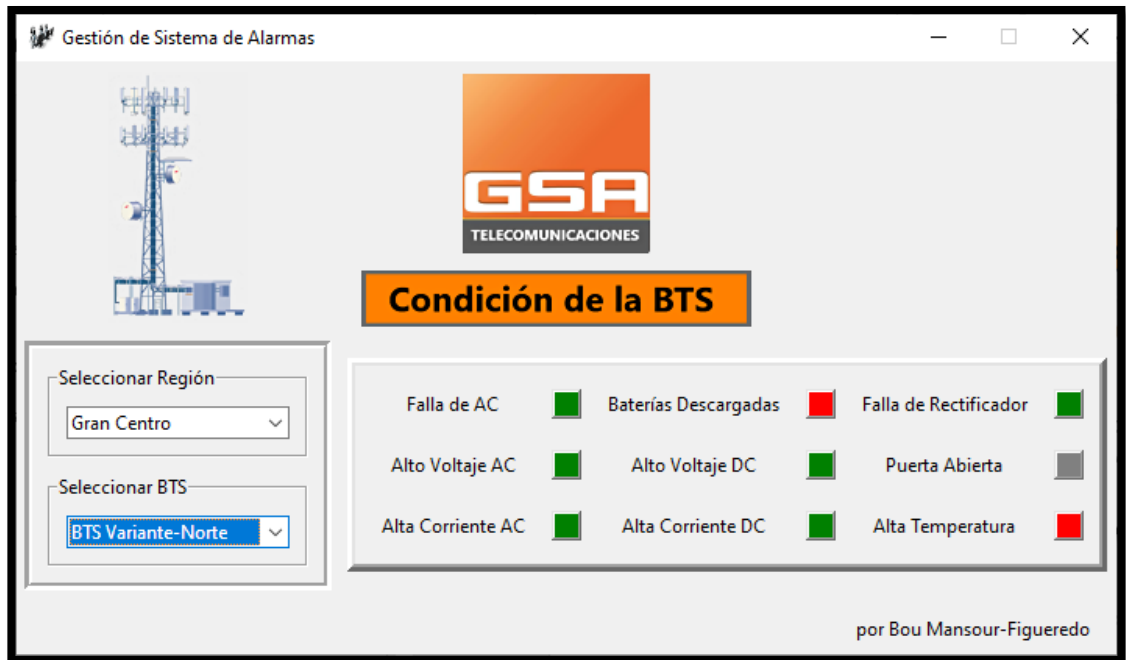 Gestión de Sistema de Alarmas
GSA
TELECOMUNICACIONES
Condición de la BTS
Seleccionar Región
Gran Centro
Seleccionar BTS
BTS Variante-Norte
Falla de AC
Baterías Descargadas
Falla de Rectificador
Alto Voltaje AC
Alto Voltaje DC
Puerta Abierta
Alta Corriente AC
Alta Corriente DC
Alta Temperatura
por Bou Mansour-Figueredo